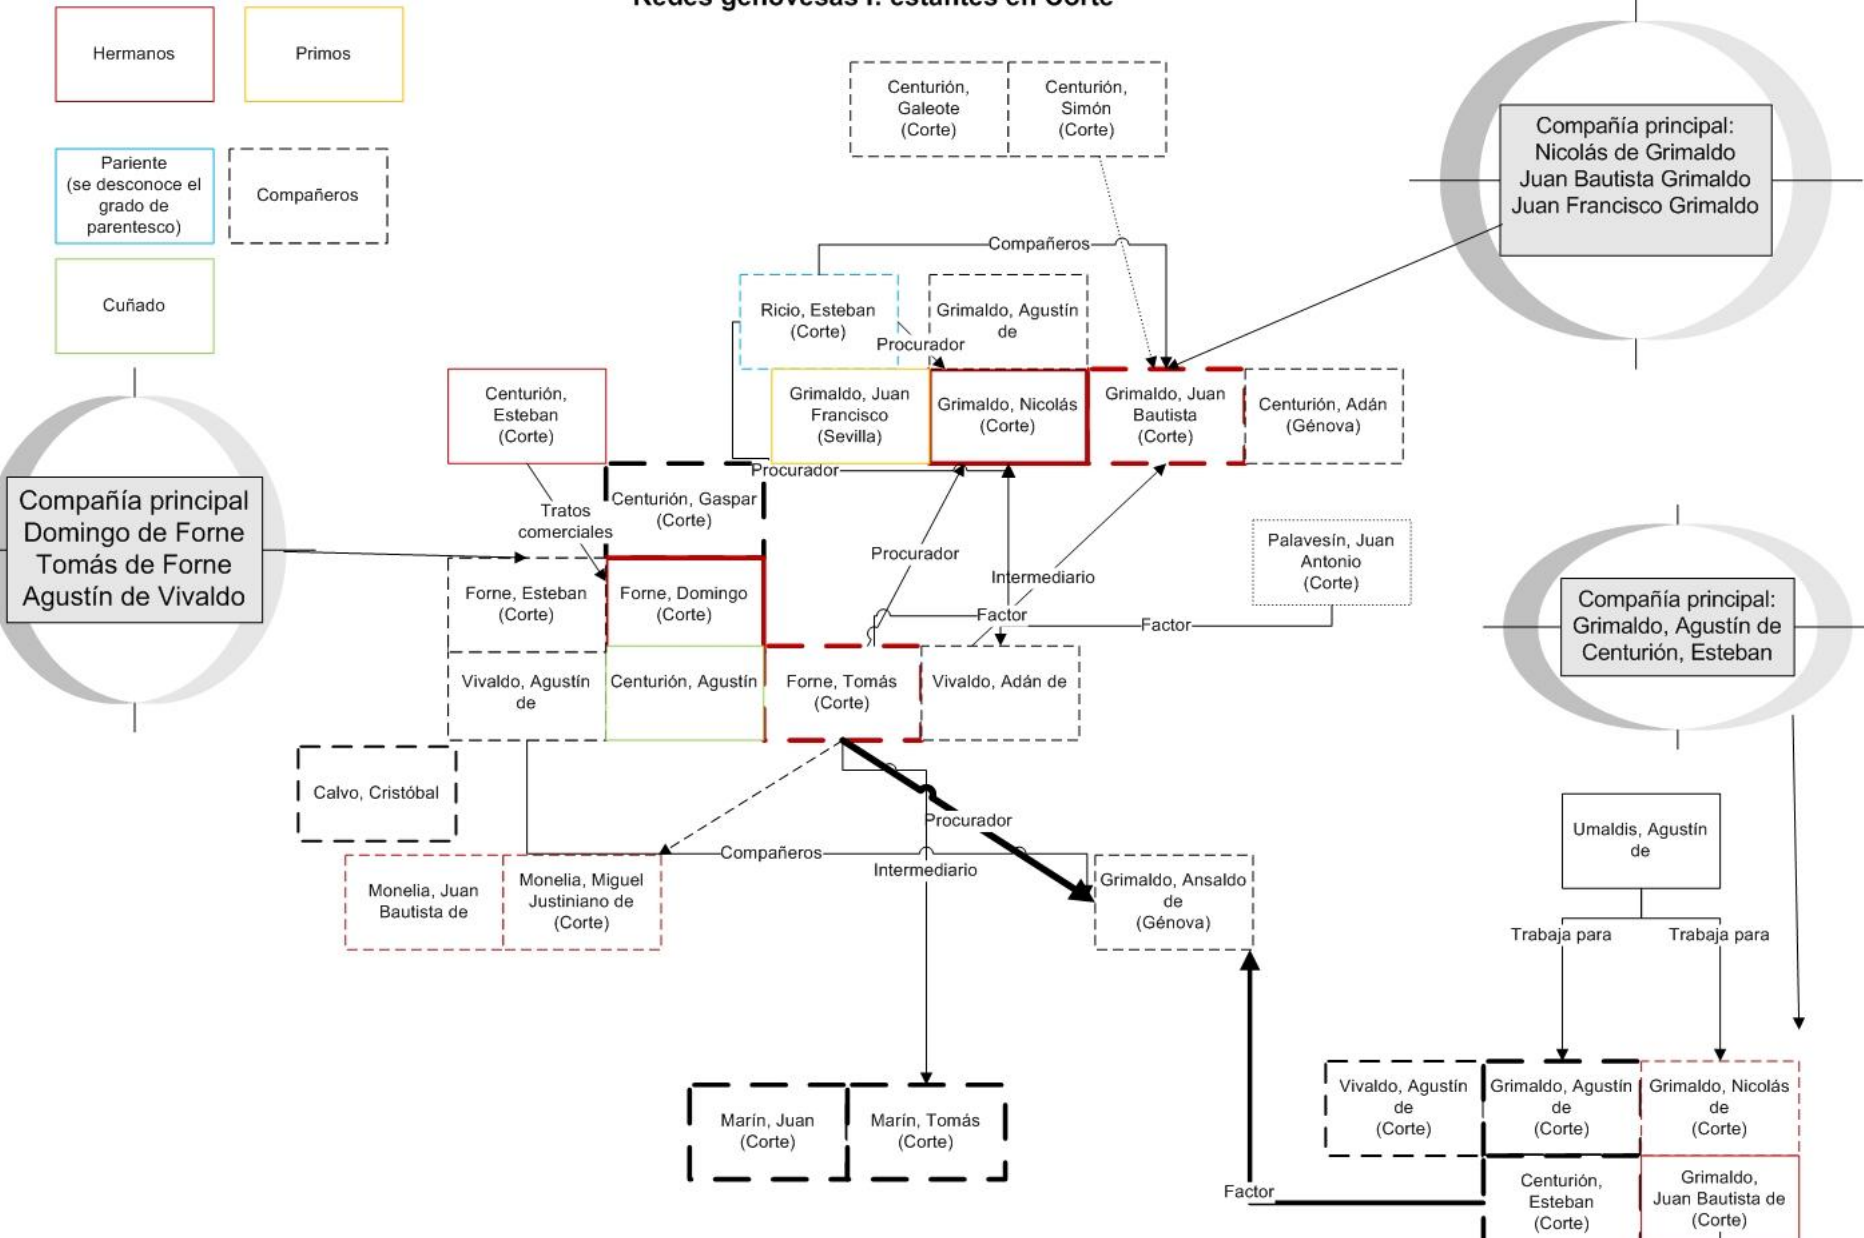 Redes genovesas I: estantes en Corte
Hermanos
Primos
Pariente
(se desconoce el
grado de
parentesco)
Compañeros
Cuñado
Centurión,
Galeote
(Corte)
Centurión,
Simón
(Corte)
Compañía principal:
Nicolás de Grimaldo
Juan Bautista Grimaldo
Juan Francisco Grimaldo
Compañeros
Ricio, Esteban
(Corte)
Grimaldo, Agustín
de
Procurador
Centurión,
Esteban
(Corte)
Grimaldo, Juan
Francisco
(Sevilla)
Grimaldo, Nicolás
(Corte)
Grimaldo, Juan
Bautista
(Corte)
Centurión, Adán
(Génova)
Procurador
Compañía principal
Domingo de Forne
Tomás de Forne
Agustín de Vivaldo
Tratos
comerciales
Centurión, Gaspar
(Corte)
Procurador
Intermediario
Factor
Factor
Palavesín, Juan
Antonio
(Corte)
Forne, Esteban
(Corte)
Forne, Domingo
(Corte)
Compañía principal:
Grimaldo, Agustín de
Centurión, Esteban
Vivaldo, Agustín
de
Centurión, Agustín
Forne, Tomás
(Corte)
Vivaldo, Adán de
Calvo, Cristóbal
Procurador
Compañeros
Intermediario
Umaldis, Agustín
de
Monelia, Juan
Bautista de
Monelia, Miguel
Justiniano de
(Corte)
Grimaldo, Ansaldo
de
(Génova)
Trabaja para
Trabaja para
Marín, Juan
(Corte)
Marín, Tomás
(Corte)
Vivaldo, Agustín
de
(Corte)
Grimaldo, Agustín
de
(Corte)
Grimaldo, Nicolás
de
(Corte)
Factor
Centurión,
Esteban
(Corte)
Grimaldo,
Juan Bautista de
(Corte)